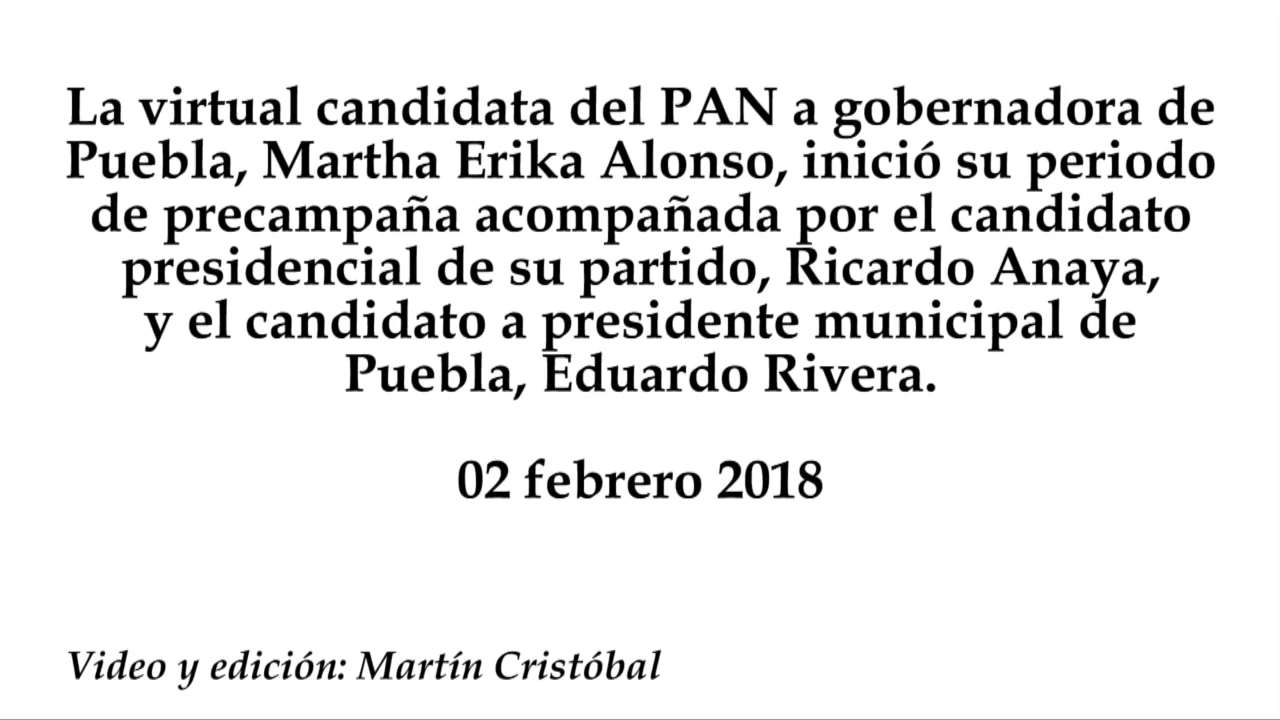 La virtual candidata del PAN a gobernadora de
Puebla, Martha Erika Alonso, inició su periodo
de precampaña acompañada por el candidato
presidencial de su partido, Ricardo Anaya,
y el candidato a presidente municipal de
Puebla, Eduardo Rivera.
02 febrero 2018
Video y edición: Martín Cristóbal